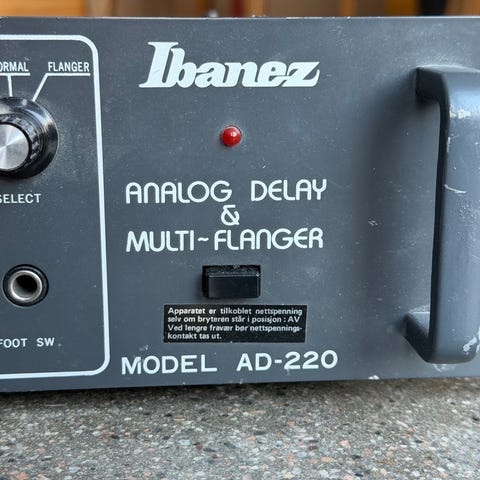 ORMAL
FLANGER
SELECT
FOOT SW.
Ibanez
ANALOG DELAY
&
MULTI~FLANGER
Apparatet er tilkoblet nettspenning
selv om bryteren står i posisjon : AV
Ved lengre fravær bør nettspennings-
kontakt tas ut.
MODEL AD-220